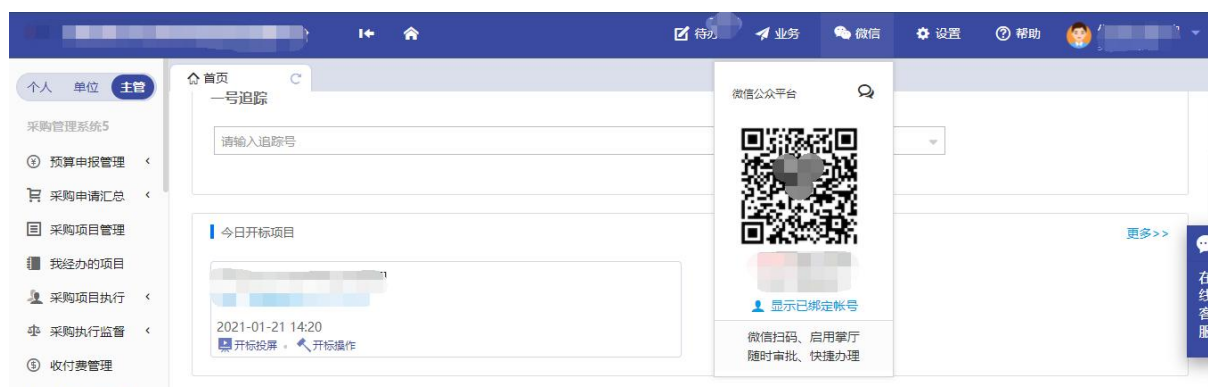 待办
业务
微信
设置
帮助
个人 单位 主管
首页
采购管理系统5
预算申报管理
采购申请汇总
采购项目管理
我经办的项目
采购项目执行
采购执行监督
收付费管理
一号追踪
请输入追踪号
今日开标项目
更多>>
2021-01-21 14:20
开标投屏 开标操作
微信公众平台
显示已绑定帐号
微信扫码、启用掌厅
随时审批、快捷办理
在线客服